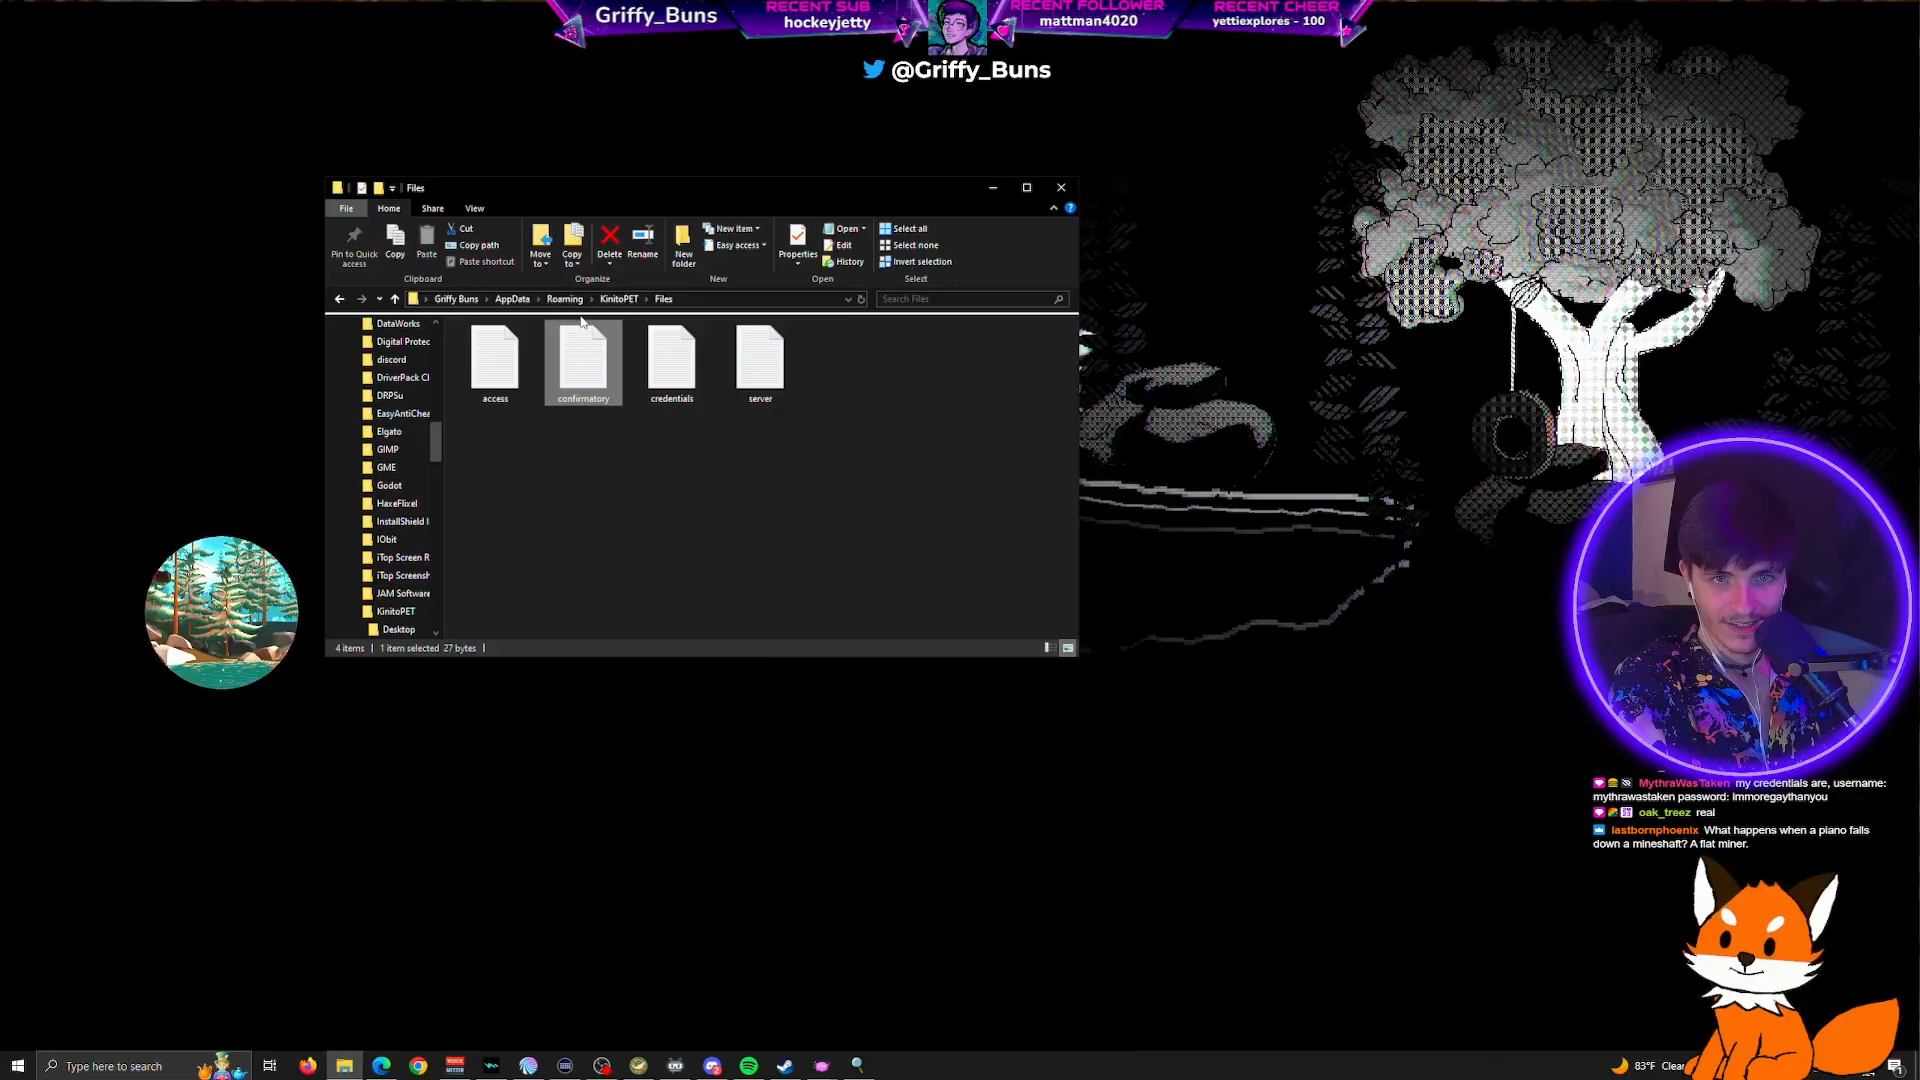 Griffy_Buns
RECENT SUB
hockeyjetty
RECENT FOLLOWER
mattman4020
RECENT CHEER
yettiexplores - 100
@Griffy_Buns
Files
File
Home
Share
View
Pin to Quick access
Copy
Paste
Cut
Copy path
Paste shortcut
Clipboard
Move to
Copy to
Delete
Rename
Organize
New folder
New item
Easy access
New
Properties
Open
Edit
History
Open
Select all
Select none
Invert selection
Select
Griffy Buns > AppData > Roaming > KinitoPET > Files
Search Files
DataWorks
Digital Protec
discord
DriverPack Cl
DRPSu
EasyAntiChea
Elgato
GIMP
GME
Godot
HaxeFlixel
InstallShield I
IObit
iTop Screen R
iTop Screensh
JAM Software
KinitoPET
Desktop
access
confirmatory
credentials
server
4 items
1 item selected 27 bytes
MythraWasTaken my credentials are, username:
mythrawastaken password: immoregaythanyou
oak_treez real
lastbornphoenix What happens when a piano falls
down a mineshaft? A flat miner.
Type here to search
83°F Clear